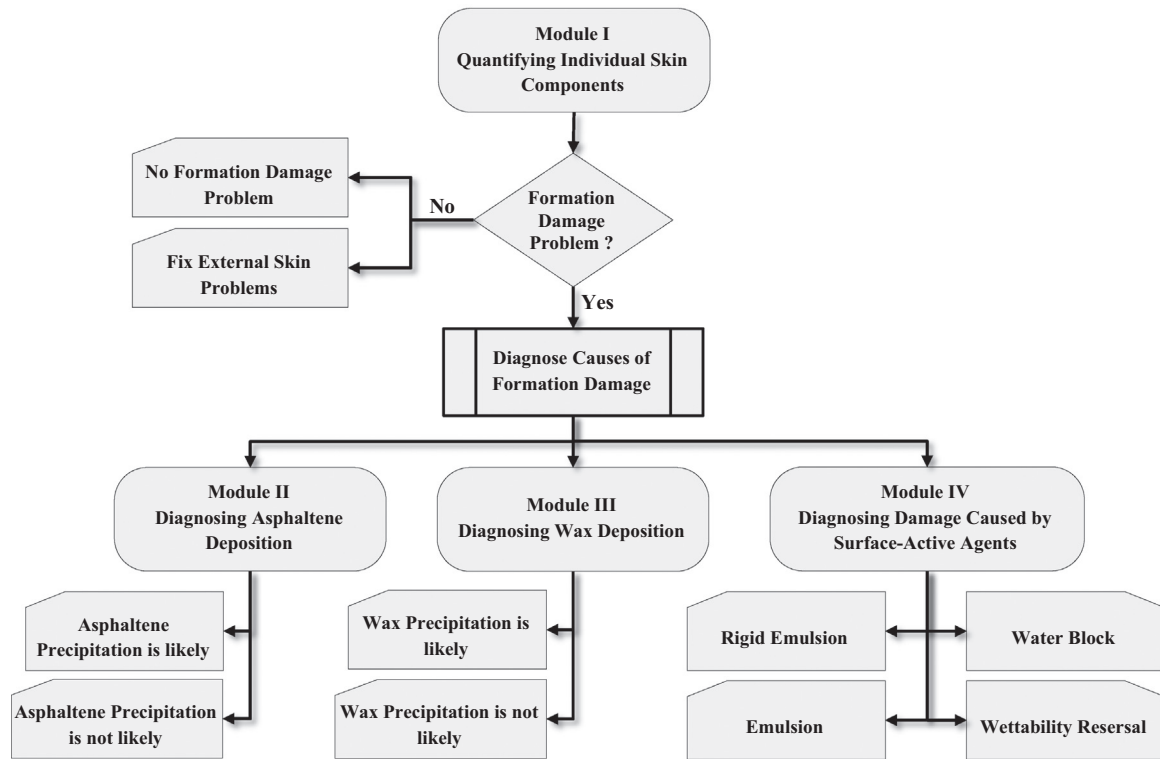 Module I
Quantifying Individual Skin
Components
No Formation Damage
Problem
No
Formation
Damage
Problem ?
Fix External Skin
Problems
Yes
Diagnose Causes of
Formation Damage
Module II
Diagnosing Asphaltene
Deposition
Module III
Diagnosing Wax Deposition
Module IV
Diagnosing Damage Caused by
Surface-Active Agents
Asphaltene
Precipitation is likely
Asphaltene Precipitation
is not likely
Wax Precipitation is
likely
Wax Precipitation is not
likely
Rigid Emulsion
Water Block
Emulsion
Wettability Resersal